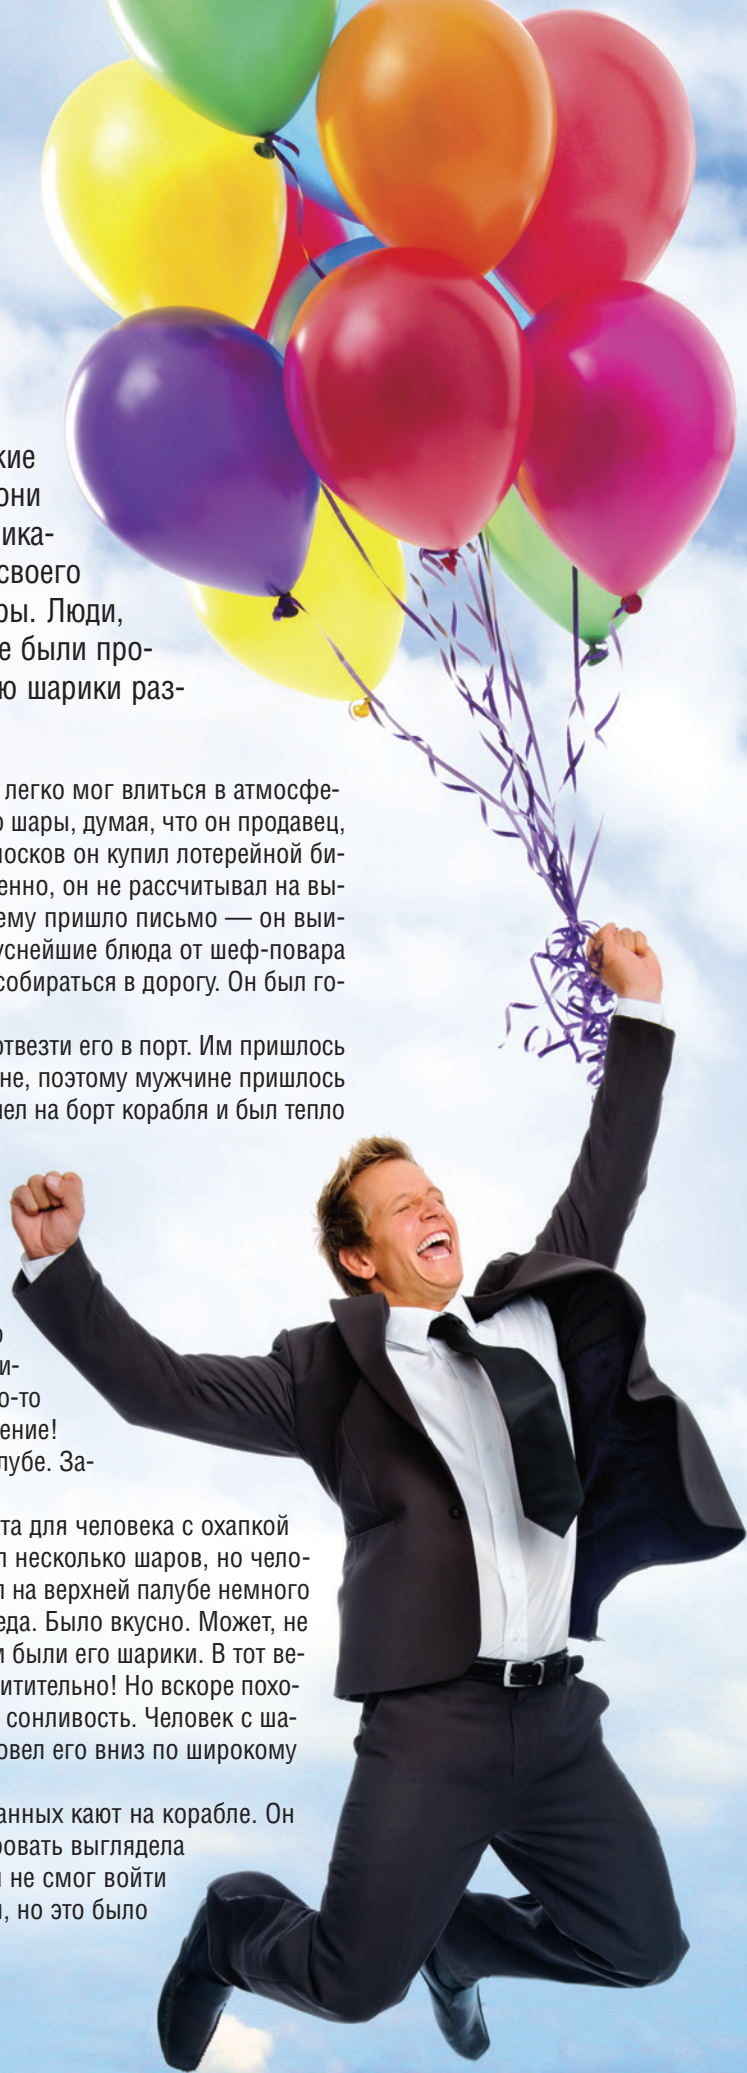 кие
они
ика-
своего
ры. Люди,
е были про-
ю шарики раз-
легко мог влиться в атмосфе-
о шары, думая, что он продавец,
иосков он купил лотерейной би-
енно, он не рассчитывал на вы-
ему пришло письмо — он выи-
уснейшие блюда от шеф-повара
собираться в дорогу. Он был го-
отвезти его в порт. Им пришлось
не, поэтому мужчине пришлось
шел на борт корабля и был тепло
о
и-
о-то
ение!
лубе. За-
та для человека с охапкой
л несколько шаров, но чело-
л на верхней палубе немного
еда. Было вкусно. Может, не
и были его шарики. В тот ве-
итительно! Но вскоре похо-
сонливость. Человек с ша-
овел его вниз по широкому
анных кают на корабле. Он
ровать выглядела
н не смог войти
и, но это было